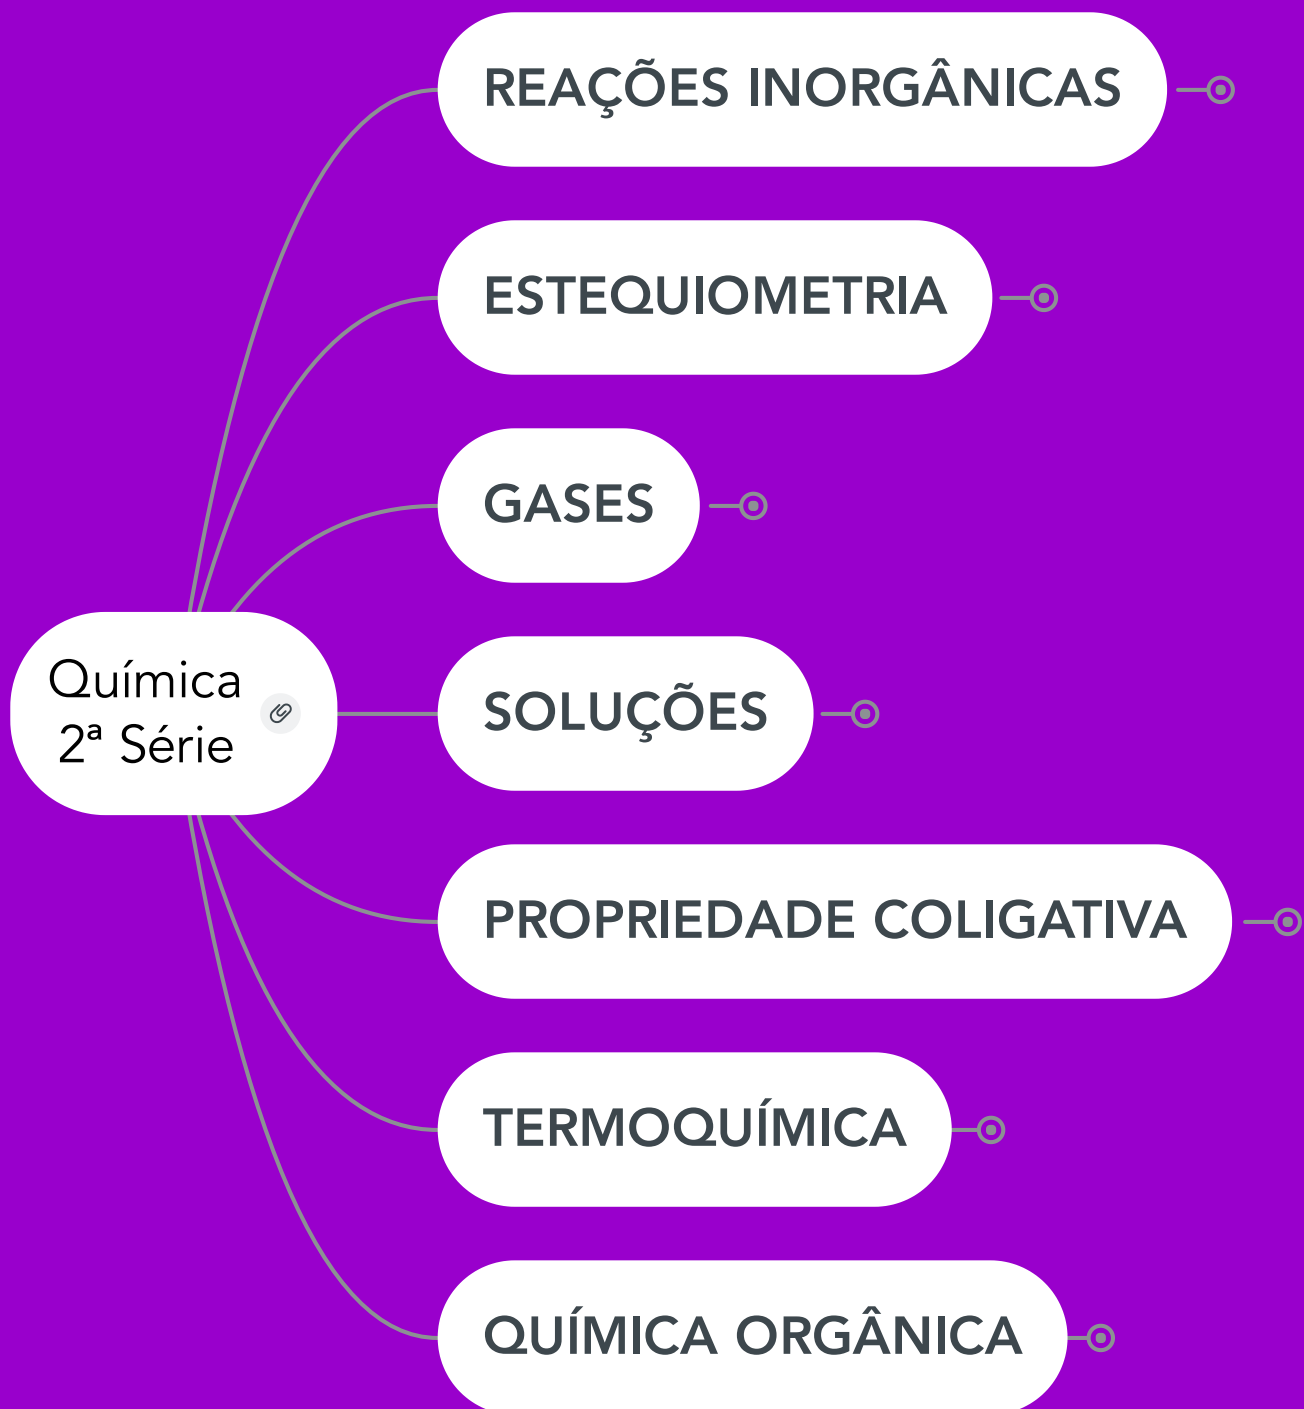 REAÇÕES INORGÂNICAS
ESTEQUIOMETRIA
GASES
Química
2ª Série
SOLUÇÕES
PROPRIEDADE COLIGATIVA
TERMOQUÍMICA
QUÍMICA ORGÂNICA